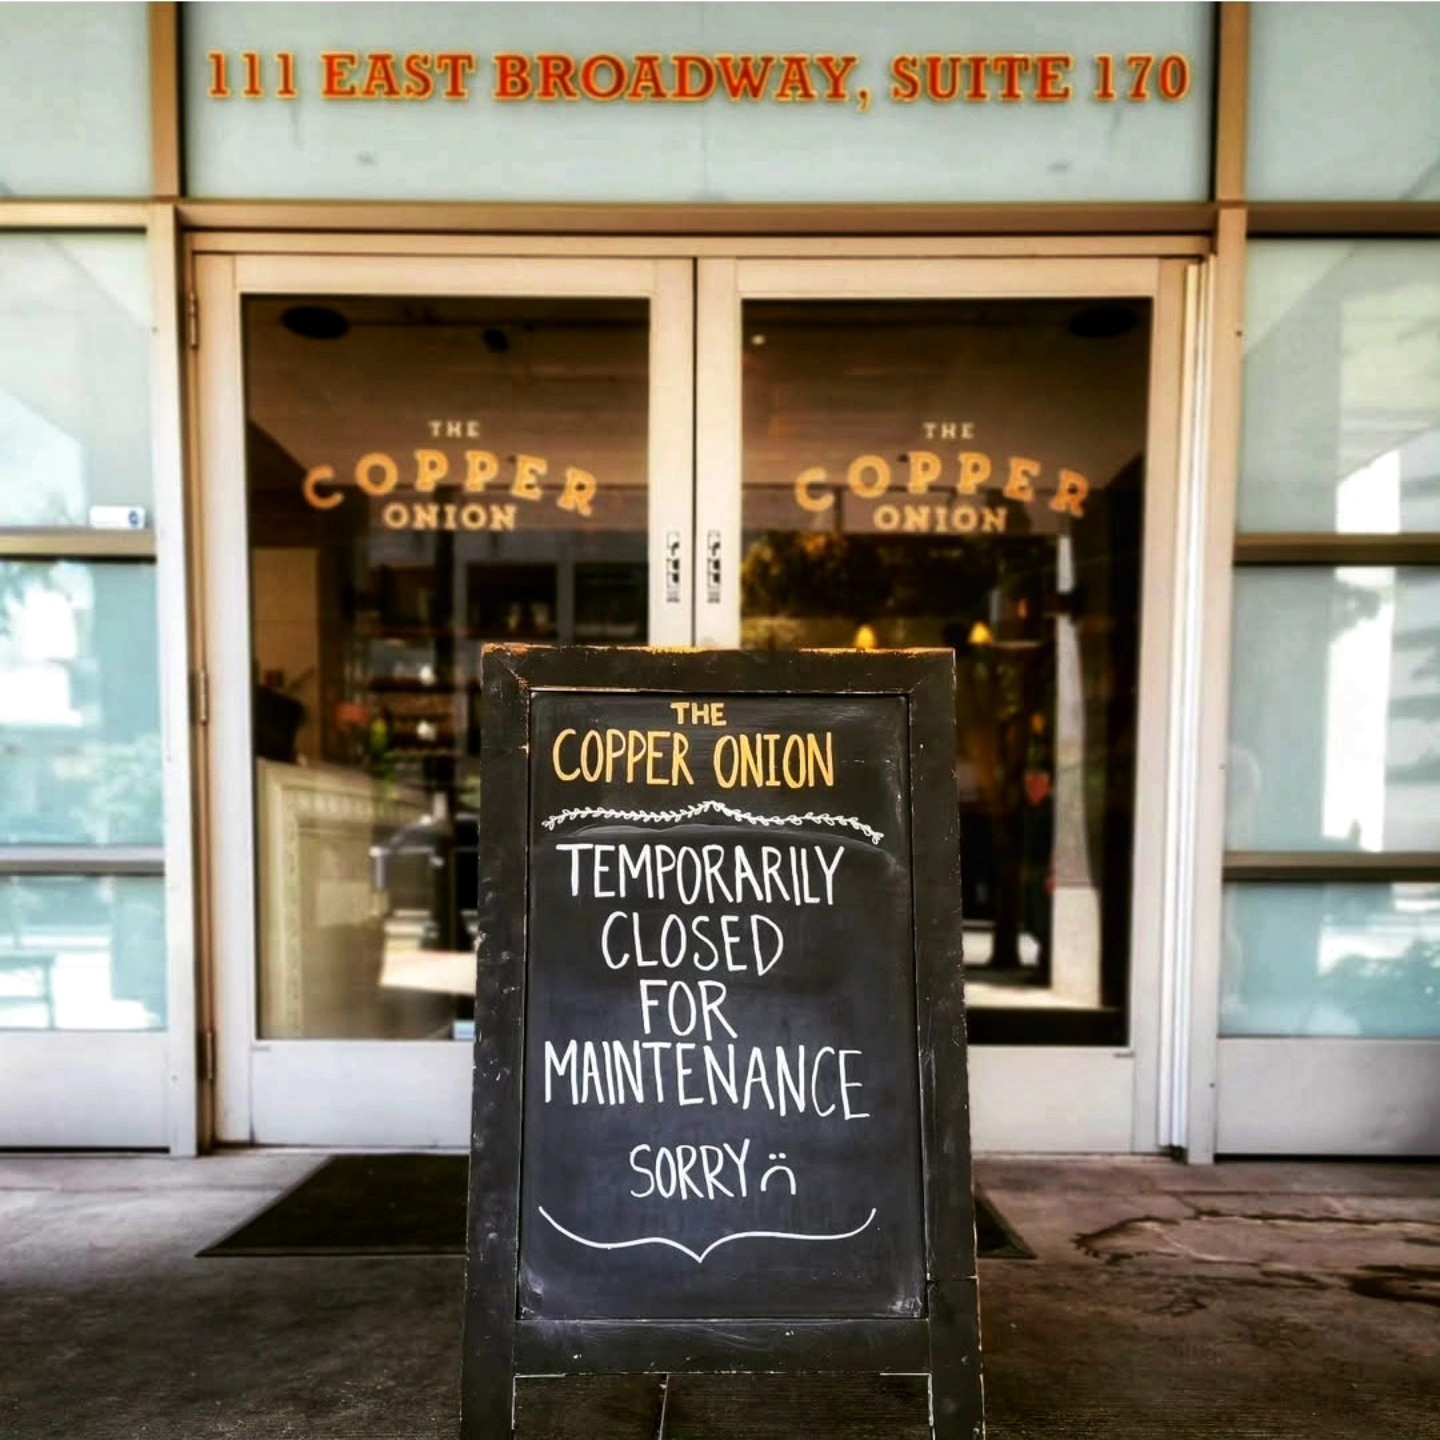 111 EAST BROADWAY, SUITE 170
THE
COPPER
ONION
THE
COPPER
ONION
THE
COPPER ONION
TEMPORARILY
CLOSED
FOR
MAINTENANCE
SORRY